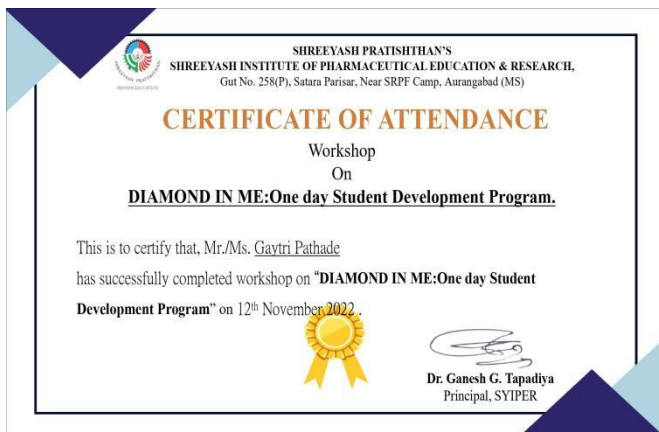 SHREEYASH PRATISHTHAN'S
SHREEYASH INSTITUTE OF PHARMACEUTICAL EDUCATION & RESEARCH,
Gut No. 258(P), Satara Parisar, Near SRPF Camp, Aurangabad (MS)
CERTIFICATE OF ATTENDANCE
Workshop
On
DIAMOND IN ME:One day Student Development Program.
This is to certify that, Mr./Ms. Gaytri Pathade
has successfully completed workshop on "DIAMOND IN ME:One day Student
Development Program" on 12th November 2022 .
Dr. Ganesh G. Tapadiya
Principal, SYIPER